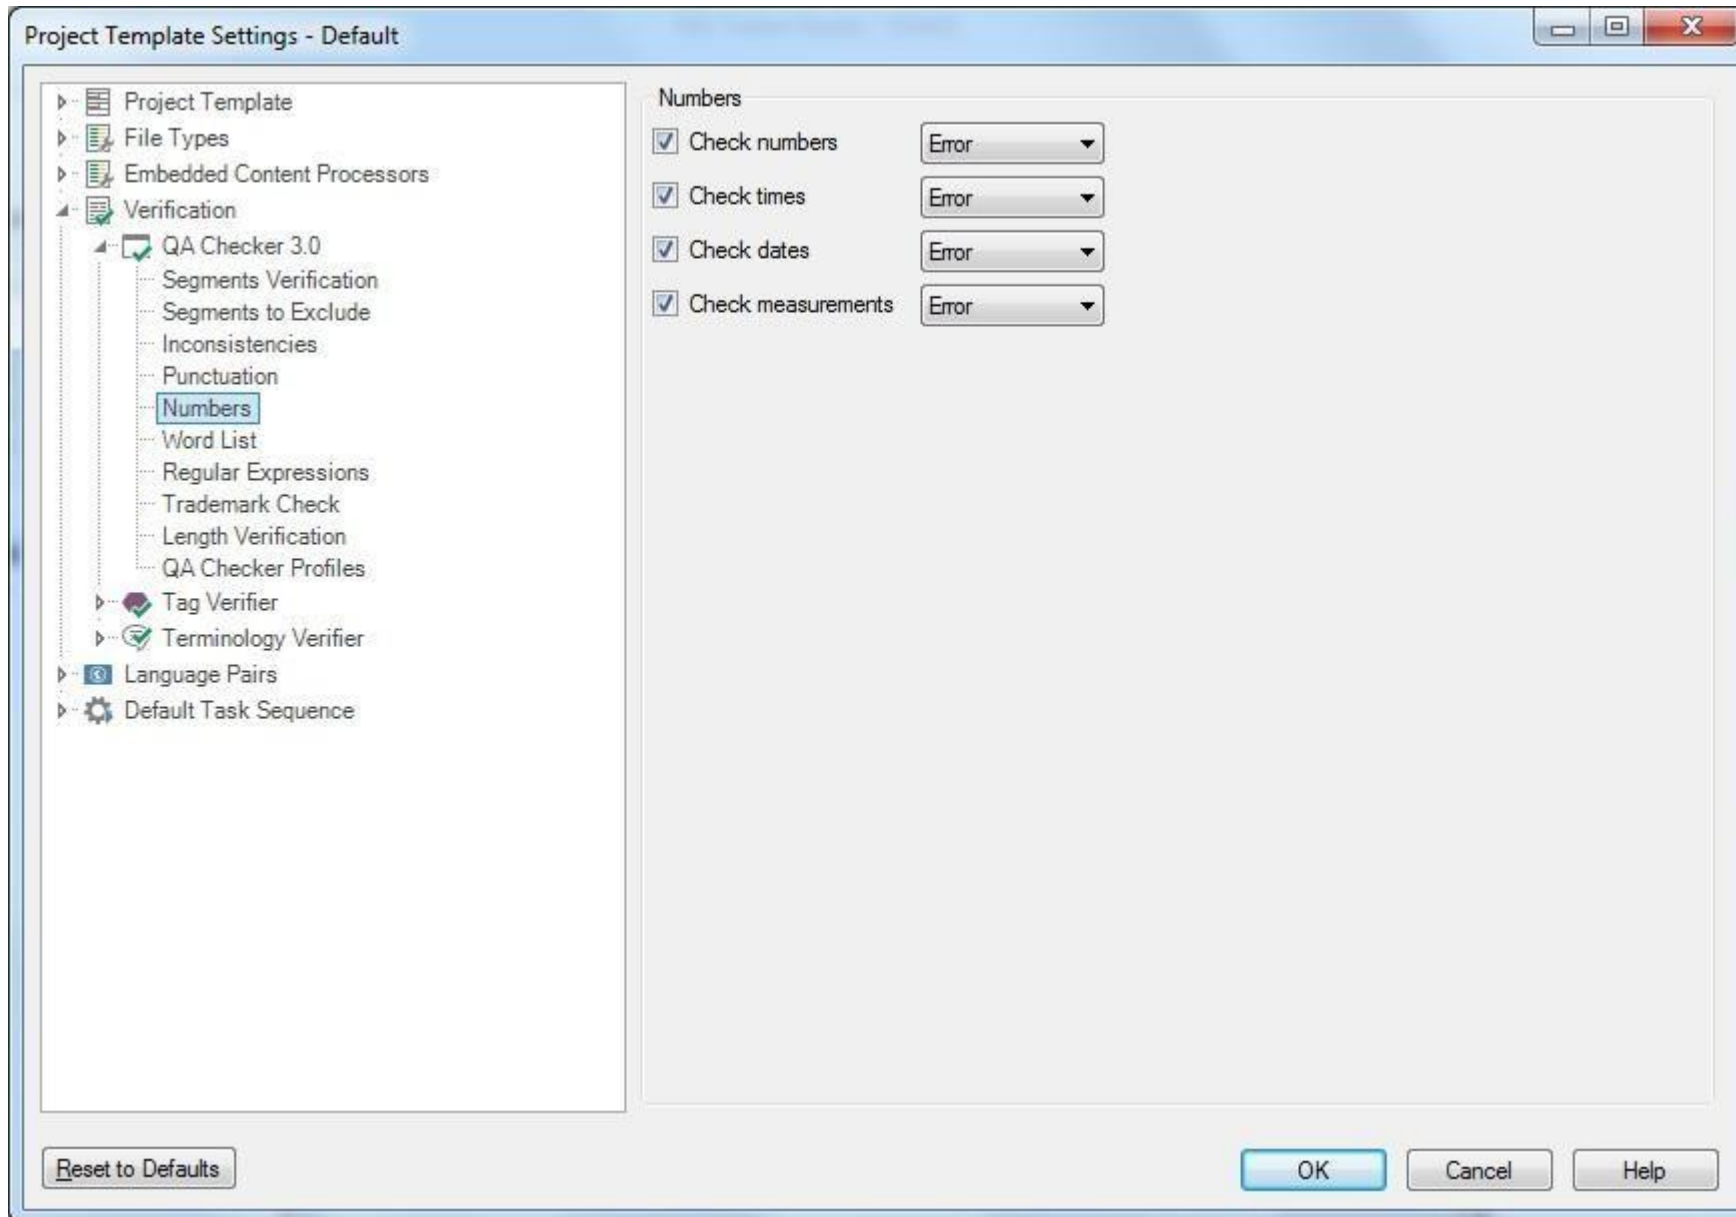 Project Template Settings - Default
Project Template
File Types
Embedded Content Processors
Verification
QA Checker 3.0
Segments Verification
Segments to Exclude
Inconsistencies
Punctuation
Numbers
Word List
Regular Expressions
Trademark Check
Length Verification
QA Checker Profiles
Tag Verifier
Terminology Verifier
Language Pairs
Default Task Sequence
Numbers
Check numbers Error
Check times Error
Check dates Error
Check measurements Error
Reset to Defaults
OK Cancel Help